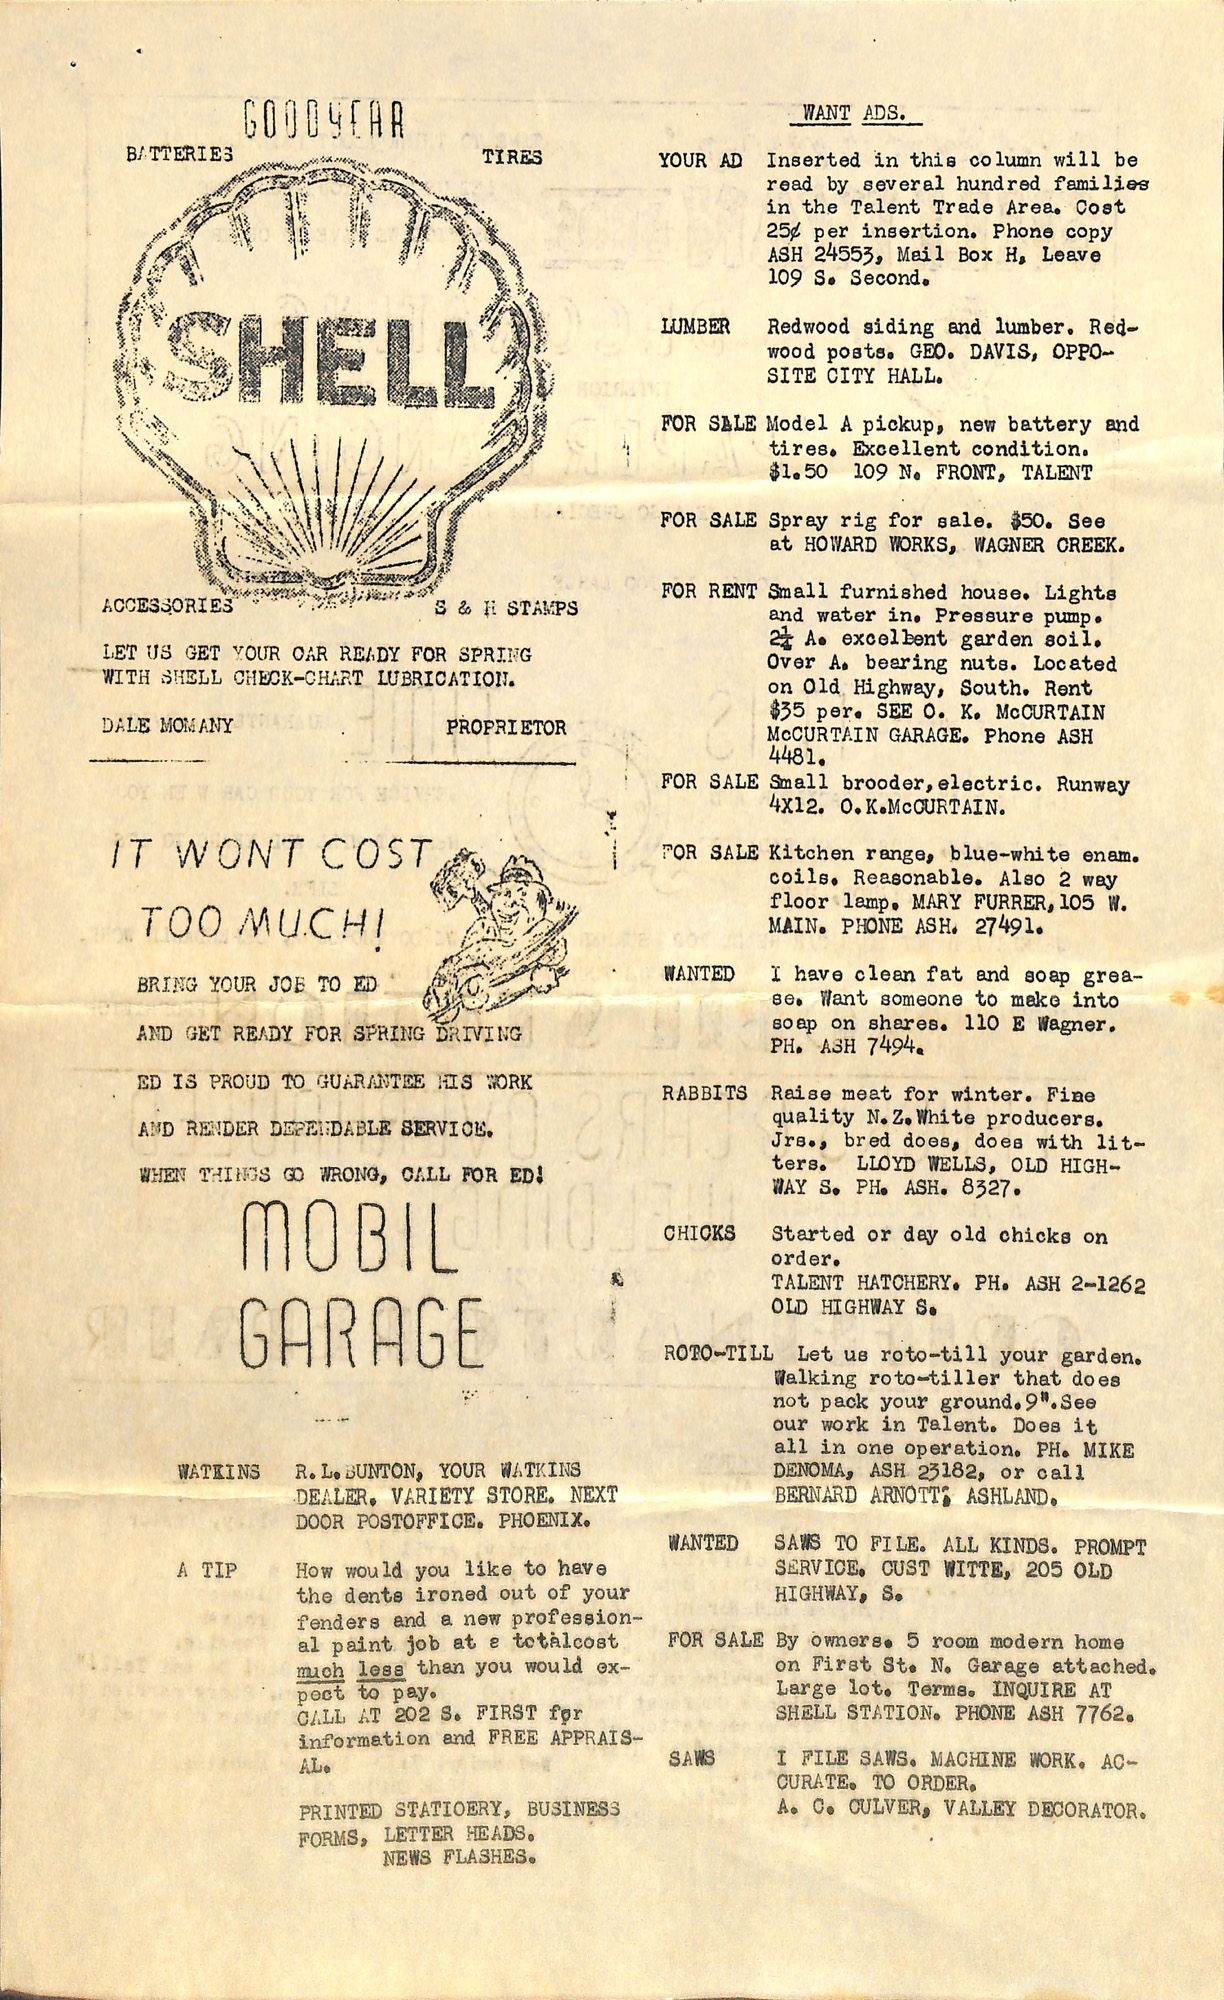 GOODYEAR
BATTERIES TIRES
SHELL
ACCESSORIES S & H STAMPS
LET US GET YOUR CAR READY FOR SPRING
WITH SHELL CHECK-CHART LUBRICATION.
DALE MOMANY PROPRIETOR
IT WONT COST
TOO MUCH!
BRING YOUR JOB TO ED
AND GET READY FOR SPRING DRIVING
ED IS PROUD TO GUARANTEE HIS WORK
AND RENDER DEPENDABLE SERVICE.
WHEN THINGS GO WRONG, CALL FOR ED!
MOBIL
GARAGE
WATKINS R.L.BUNTON, YOUR WATKINS
DEALER. VARIETY STORE. NEXT
DOOR POSTOFFICE. PHOENIX.
A TIP How would you like to have
the dents ironed out of your
fenders and a new profession-
al paint job at a totalcost
much less than you would ex-
pect to pay.
CALL AT 202 S. FIRST for
information and FREE APPRAIS-
AL.
PRINTED STATIOERY, BUSINESS
FORMS, LETTER HEADS.
NEWS FLASHES.
WANT ADS.
YOUR AD Inserted in this column will be
read by several hundred families
in the Talent Trade Area. Cost
25¢ per insertion. Phone copy
ASH 24553, Mail Box H, Leave
109 S. Second.
LUMBER Redwood siding and lumber. Red-
wood posts. GEO. DAVIS, OPPO-
SITE CITY HALL.
FOR SALE Model A pickup, new battery and
tires. Excellent condition.
$1.50 109 N. FRONT, TALENT
FOR SALE Spray rig for sale. $50. See
at HOWARD WORKS, WAGNER CREEK.
FOR RENT Small furnished house. Lights
and water in. Pressure pump.
2½ A. excellent garden soil.
Over A. bearing nuts. Located
on Old Highway, South. Rent
$35 per. SEE O. K. McCURTAIN
McCURTAIN GARAGE. Phone ASH
4481.
FOR SALE Small brooder,electric. Runway
4X12. O.K.McCURTAIN.
FOR SALE Kitchen range, blue-white enam.
coils. Reasonable. Also 2 way
floor lamp. MARY FURRER,105 W.
MAIN. PHONE ASH. 27491.
WANTED I have clean fat and soap grea-
se. Want someone to make into
soap on shares. 110 E Wagner.
PH. ASH 7494.
RABBITS Raise meat for winter. Fine
quality N.Z.White producers.
Jrs., bred does, does with lit-
ters. LLOYD WELLS, OLD HIGH-
WAY S. PH. ASH. 8327.
CHICKS Started or day old chicks on
order.
TALENT HATCHERY. PH. ASH 2-1262
OLD HIGHWAY S.
ROTO-TILL Let us roto-till your garden.
Walking roto-tiller that does
not pack your ground.9".See
our work in Talent. Does it
all in one operation. PH. MIKE
DENOMA, ASH 23182, or call
BERNARD ARNOTT; ASHLAND.
WANTED SAWS TO FILE. ALL KINDS. PROMPT
SERVICE. CUST WITTE, 205 OLD
HIGHWAY, S.
FOR SALE By owners. 5 room modern home
on First St. N. Garage attached.
Large lot. Terms. INQUIRE AT
SHELL STATION. PHONE ASH 7762.
SAWS I FILE SAWS. MACHINE WORK. AC-
CURATE. TO ORDER.
A. C. CULVER, VALLEY DECORATOR.